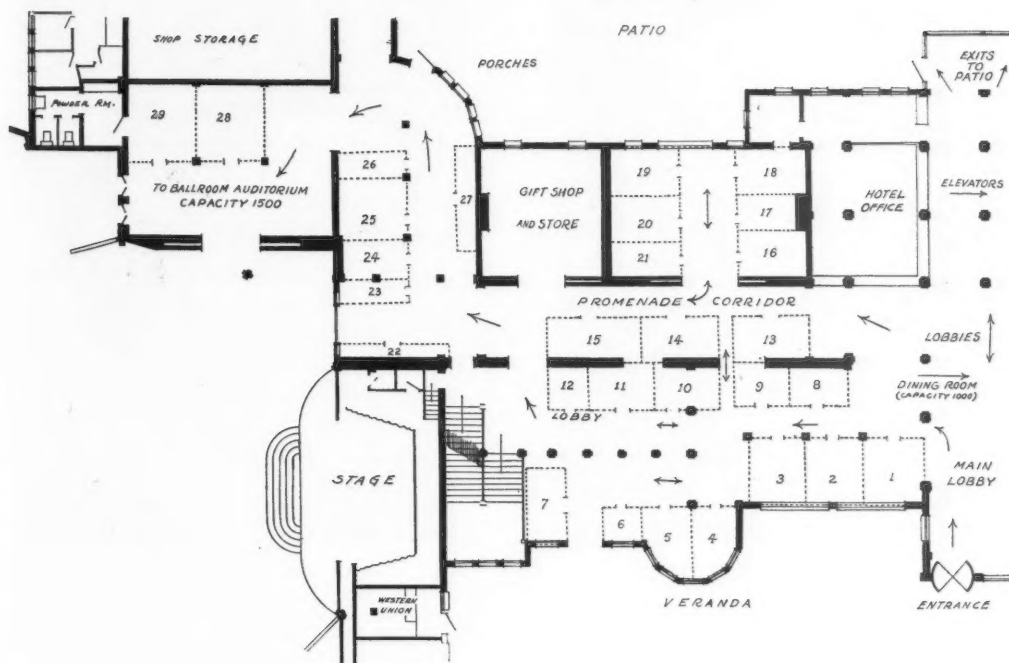 PATIO
SHOP STORAGE
EXITS
TO
PATIO
PORCHES
POWDER RM.
29
28
26
27
19
18
GIFT SHOP
AND STORE
HOTEL
OFFICE
ELEVATORS
TO BALLROOM AUDITORIUM
CAPACITY 1500
25
20
17
24
21
16
23
PROMENADE CORRIDOR
15
14
13
LOBBIES
22
12
11
10
9
8
DINING ROOM
(CAPACITY 1000)
LOBBY
STAGE
3
2
1
MAIN
LOBBY
7
6
5
4
WESTERN
UNION
VERANDA
ENTRANCE